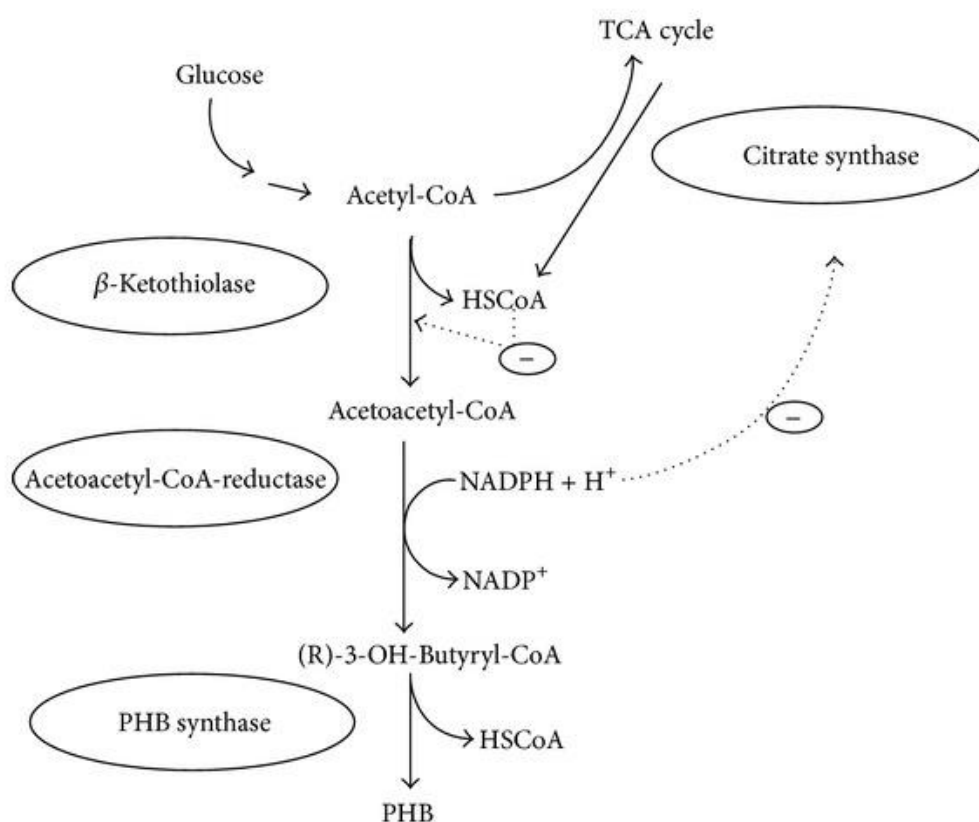 TCA cycle
Glucose
Citrate synthase
Acetyl-CoA
β-Ketothiolase
HSCoA
−
Acetoacetyl-CoA
−
Acetoacetyl-CoA-reductase
NADPH + H⁺
NADP⁺
(R)-3-OH-Butyryl-CoA
PHB synthase
HSCoA
PHB